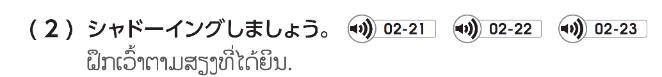 (2) シャドーイングしましょう。 02-21 02-22 02-23
ຝຶກເວົ້າຕາມສຽງທີ່ໄດ້ຍິນ.